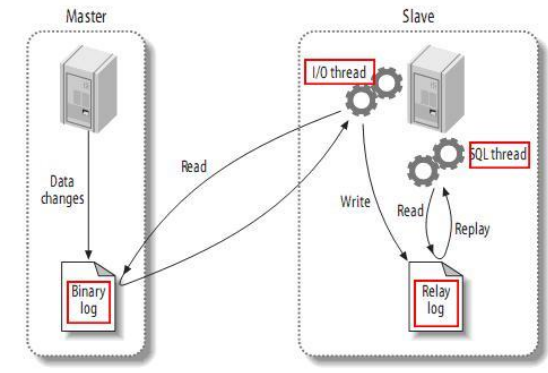 Master
Slave
I/O thread
SQL thread
Read
Data
changes
Write
Read
Replay
Binary
log
Relay
log